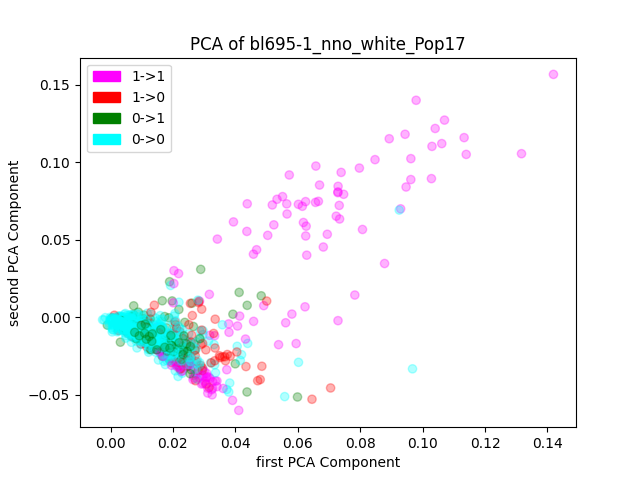 PCA of bl695-1_nno_white_Pop17
1->1
1->0
0->1
0->0
second PCA Component
0.15
0.10
0.05
0.00
−0.05
0.00 0.02 0.04 0.06 0.08 0.10 0.12 0.14
first PCA Component